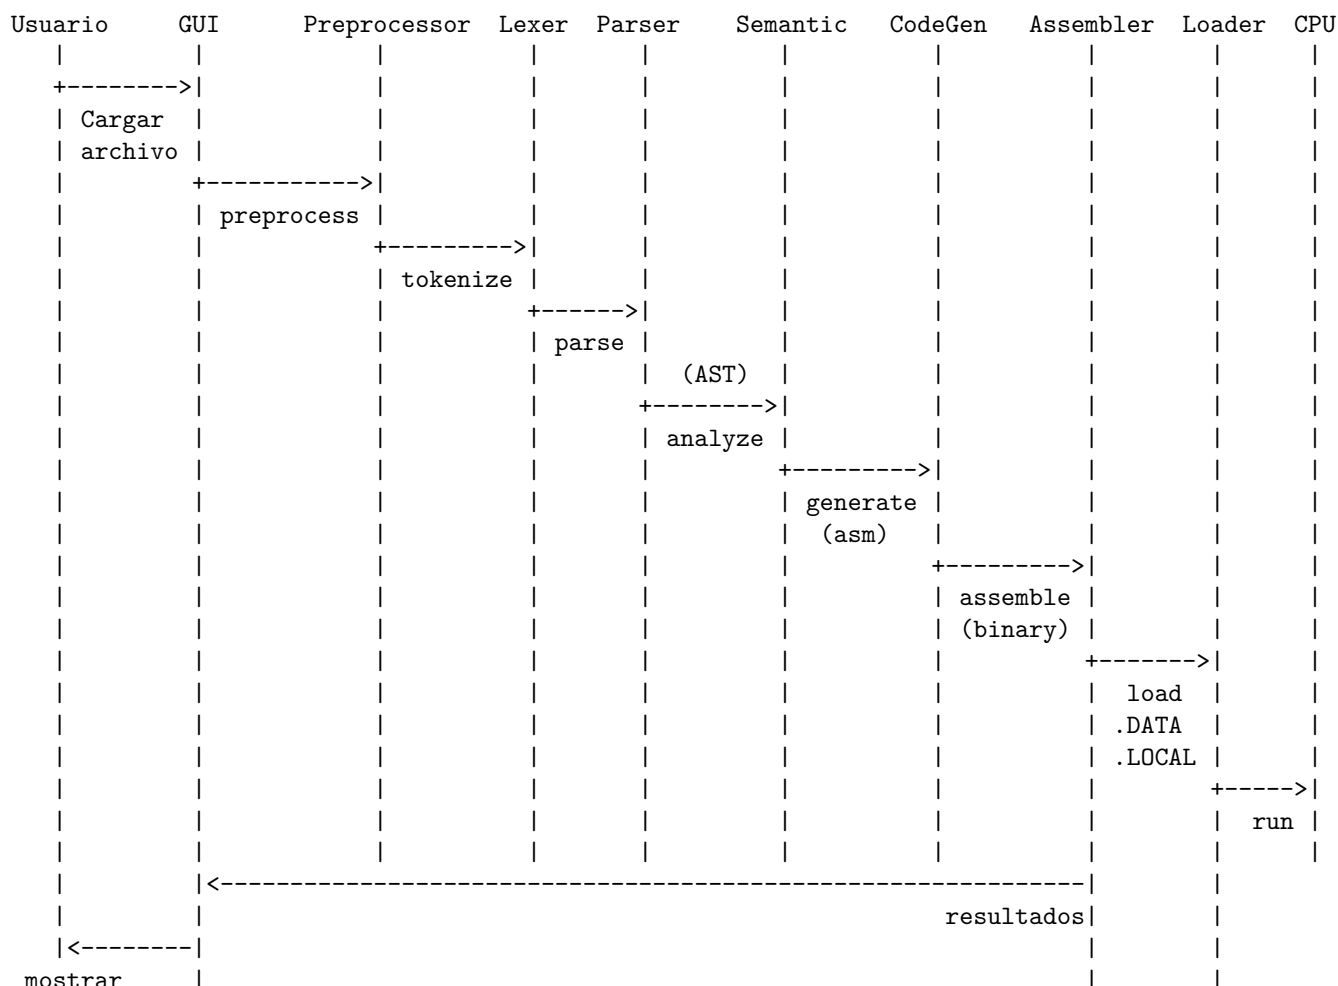 Usuario GUI Preprocessor Lexer Parser Semantic CodeGen Assembler Loader CPU
Cargar
archivo
preprocess
tokenize
parse
(AST)
analyze
generate
(asm)
assemble
(binary)
load
.DATA
.LOCAL
run
resultados
mostrar